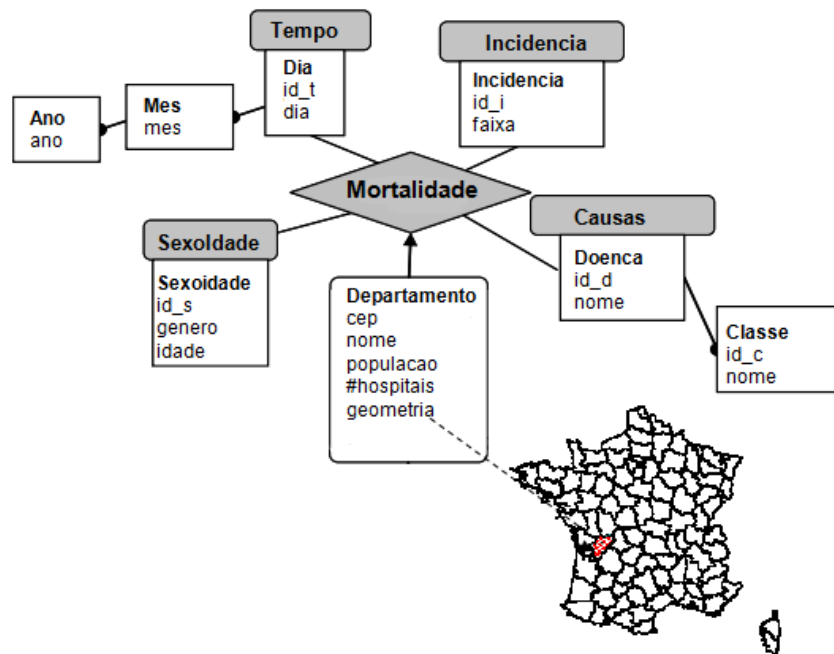 Tempo
Dia
id_t
dia
Mes
mes
Ano
ano
Incidencia
Incidencia
id_i
faixa
Mortalidade
SexoIdade
Sexoidade
id_s
genero
idade
Causas
Doenca
id_d
nome
Classe
id_c
nome
Departamento
cep
nome
populacao
#hospitais
geometria